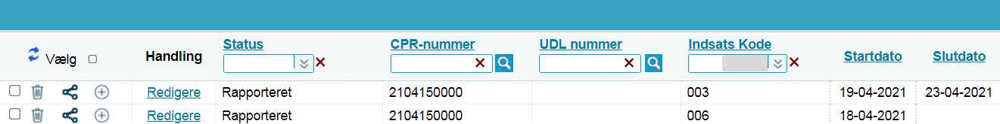 Vælg Handling Status CPR-nummer UDL nummer Indsats Kode Startdato Slutdato
Redigere Rapporteret 2104150000 003 19-04-2021 23-04-2021
Redigere Rapporteret 2104150000 006 18-04-2021